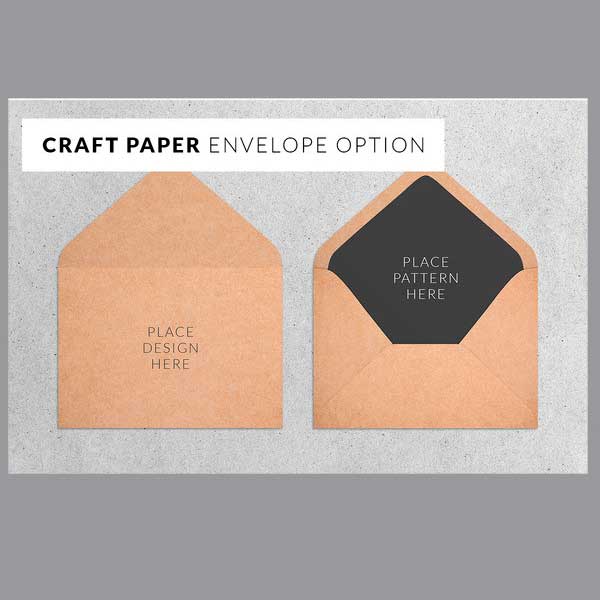 CRAFT PAPER ENVELOPE OPTION
PLACE
DESIGN
HERE
PLACE
PATTERN
HERE